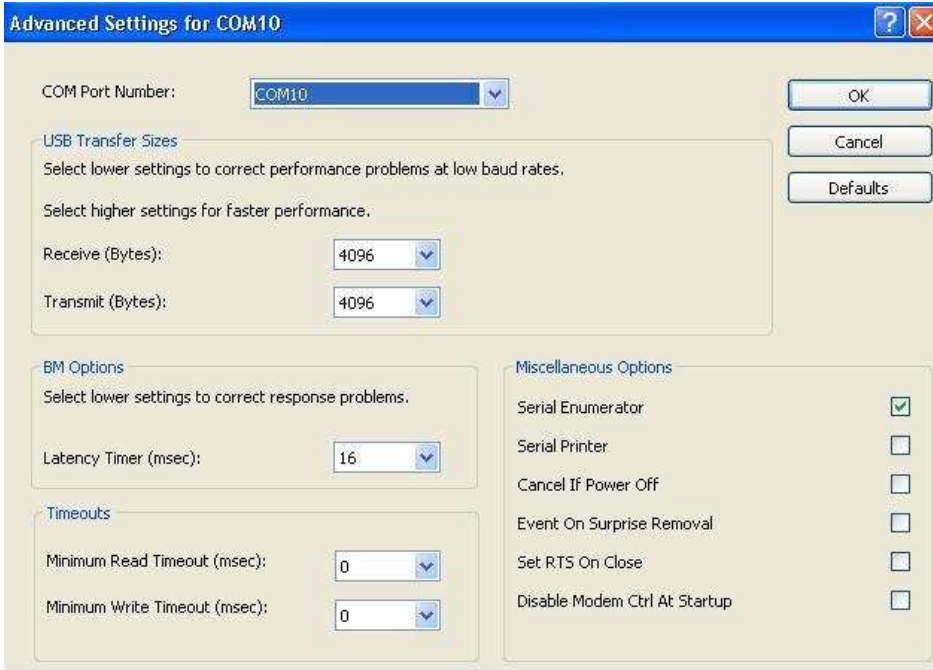 Advanced Settings for COM10
COM Port Number:
COM10
OK
Cancel
Defaults
USB Transfer Sizes
Select lower settings to correct performance problems at low baud rates.
Select higher settings for faster performance.
Receive (Bytes):
4096
Transmit (Bytes):
4096
BM Options
Select lower settings to correct response problems.
Latency Timer (msec):
16
Timeouts
Minimum Read Timeout (msec):
0
Minimum Write Timeout (msec):
0
Miscellaneous Options
Serial Enumerator
Serial Printer
Cancel If Power Off
Event On Surprise Removal
Set RTS On Close
Disable Modem Ctrl At Startup